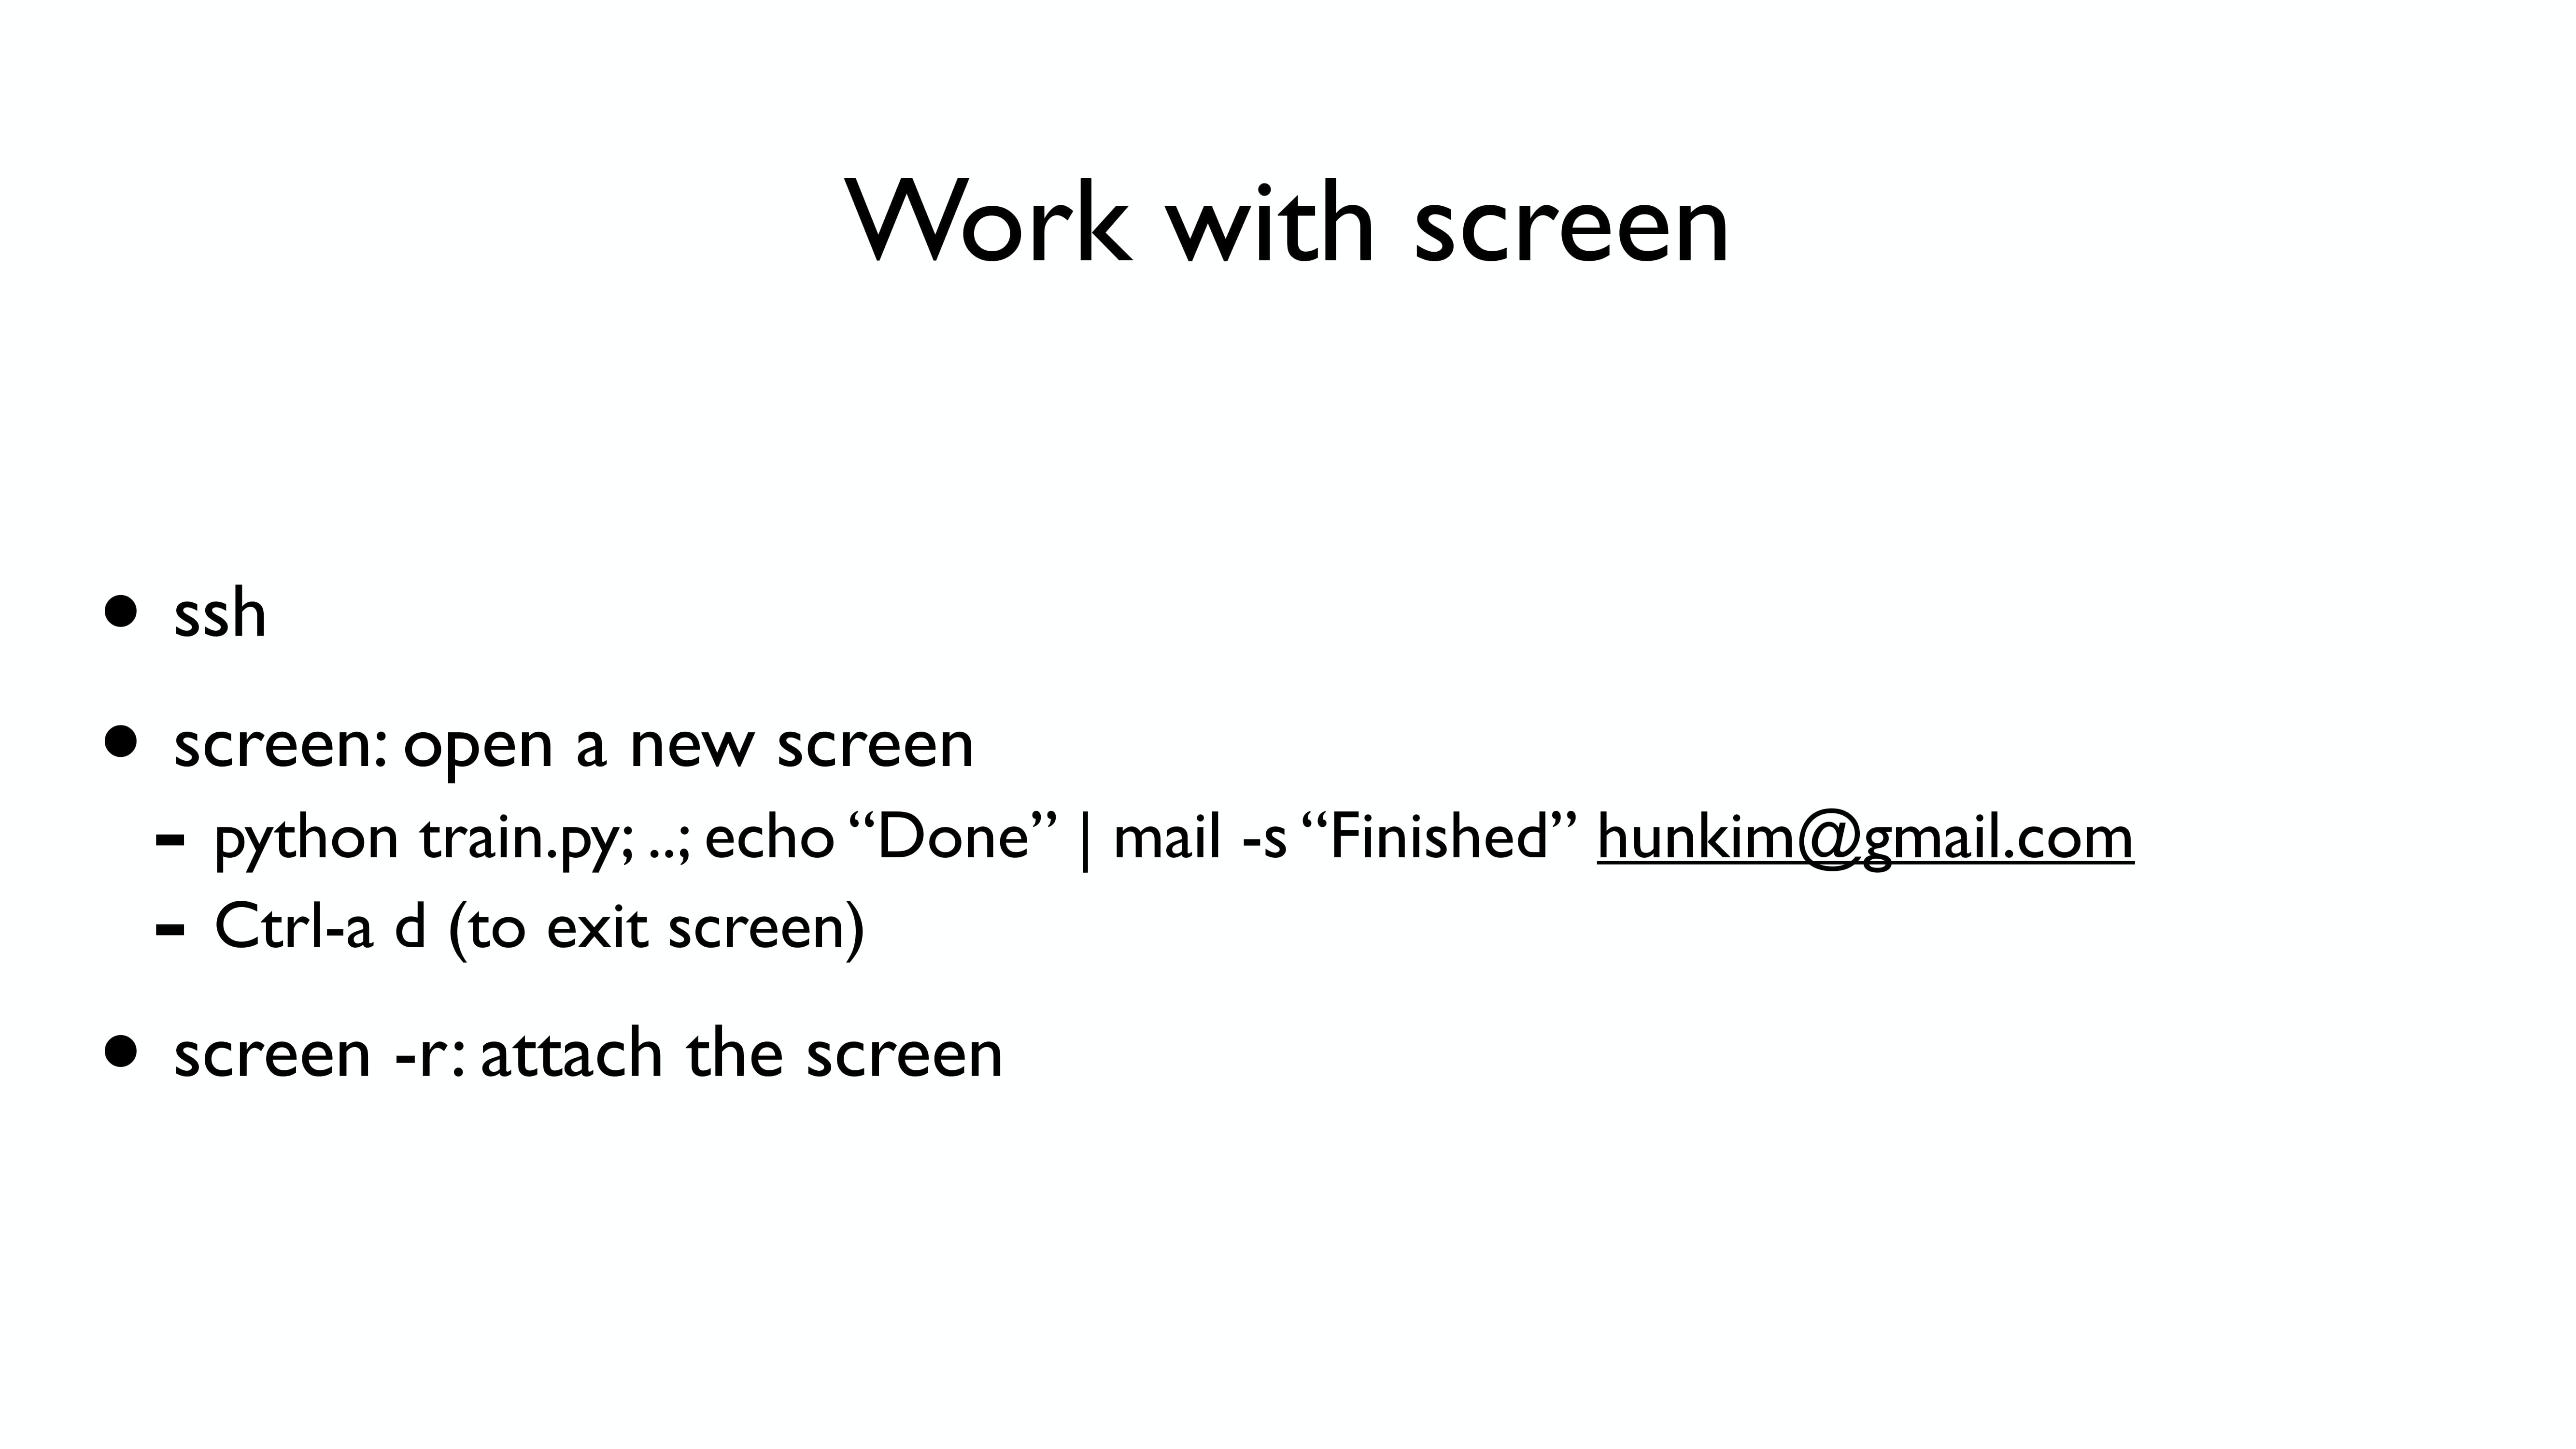 Work with screen
• ssh
• screen: open a new screen
- python train.py; ..; echo “Done” | mail -s “Finished” hunkim@gmail.com
- Ctrl-a d (to exit screen)
• screen -r: attach the screen